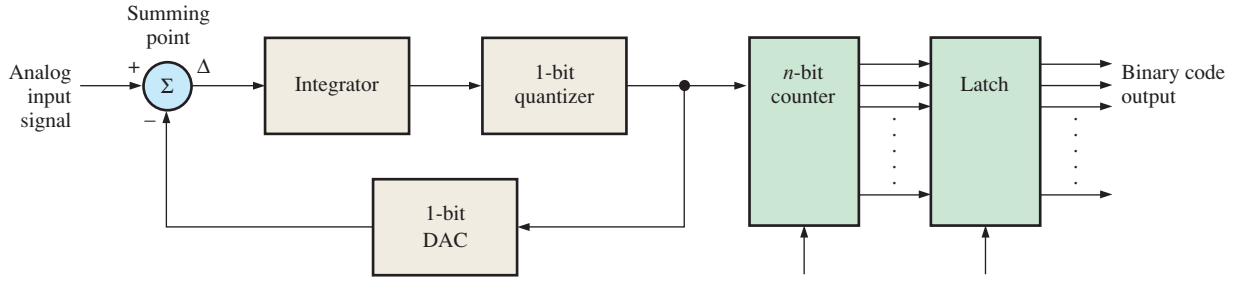 Summing
point
Analog
input
signal
+
−
Σ
Δ
Integrator
1-bit
quantizer
1-bit
DAC
n-bit
counter
Latch
Binary code
output